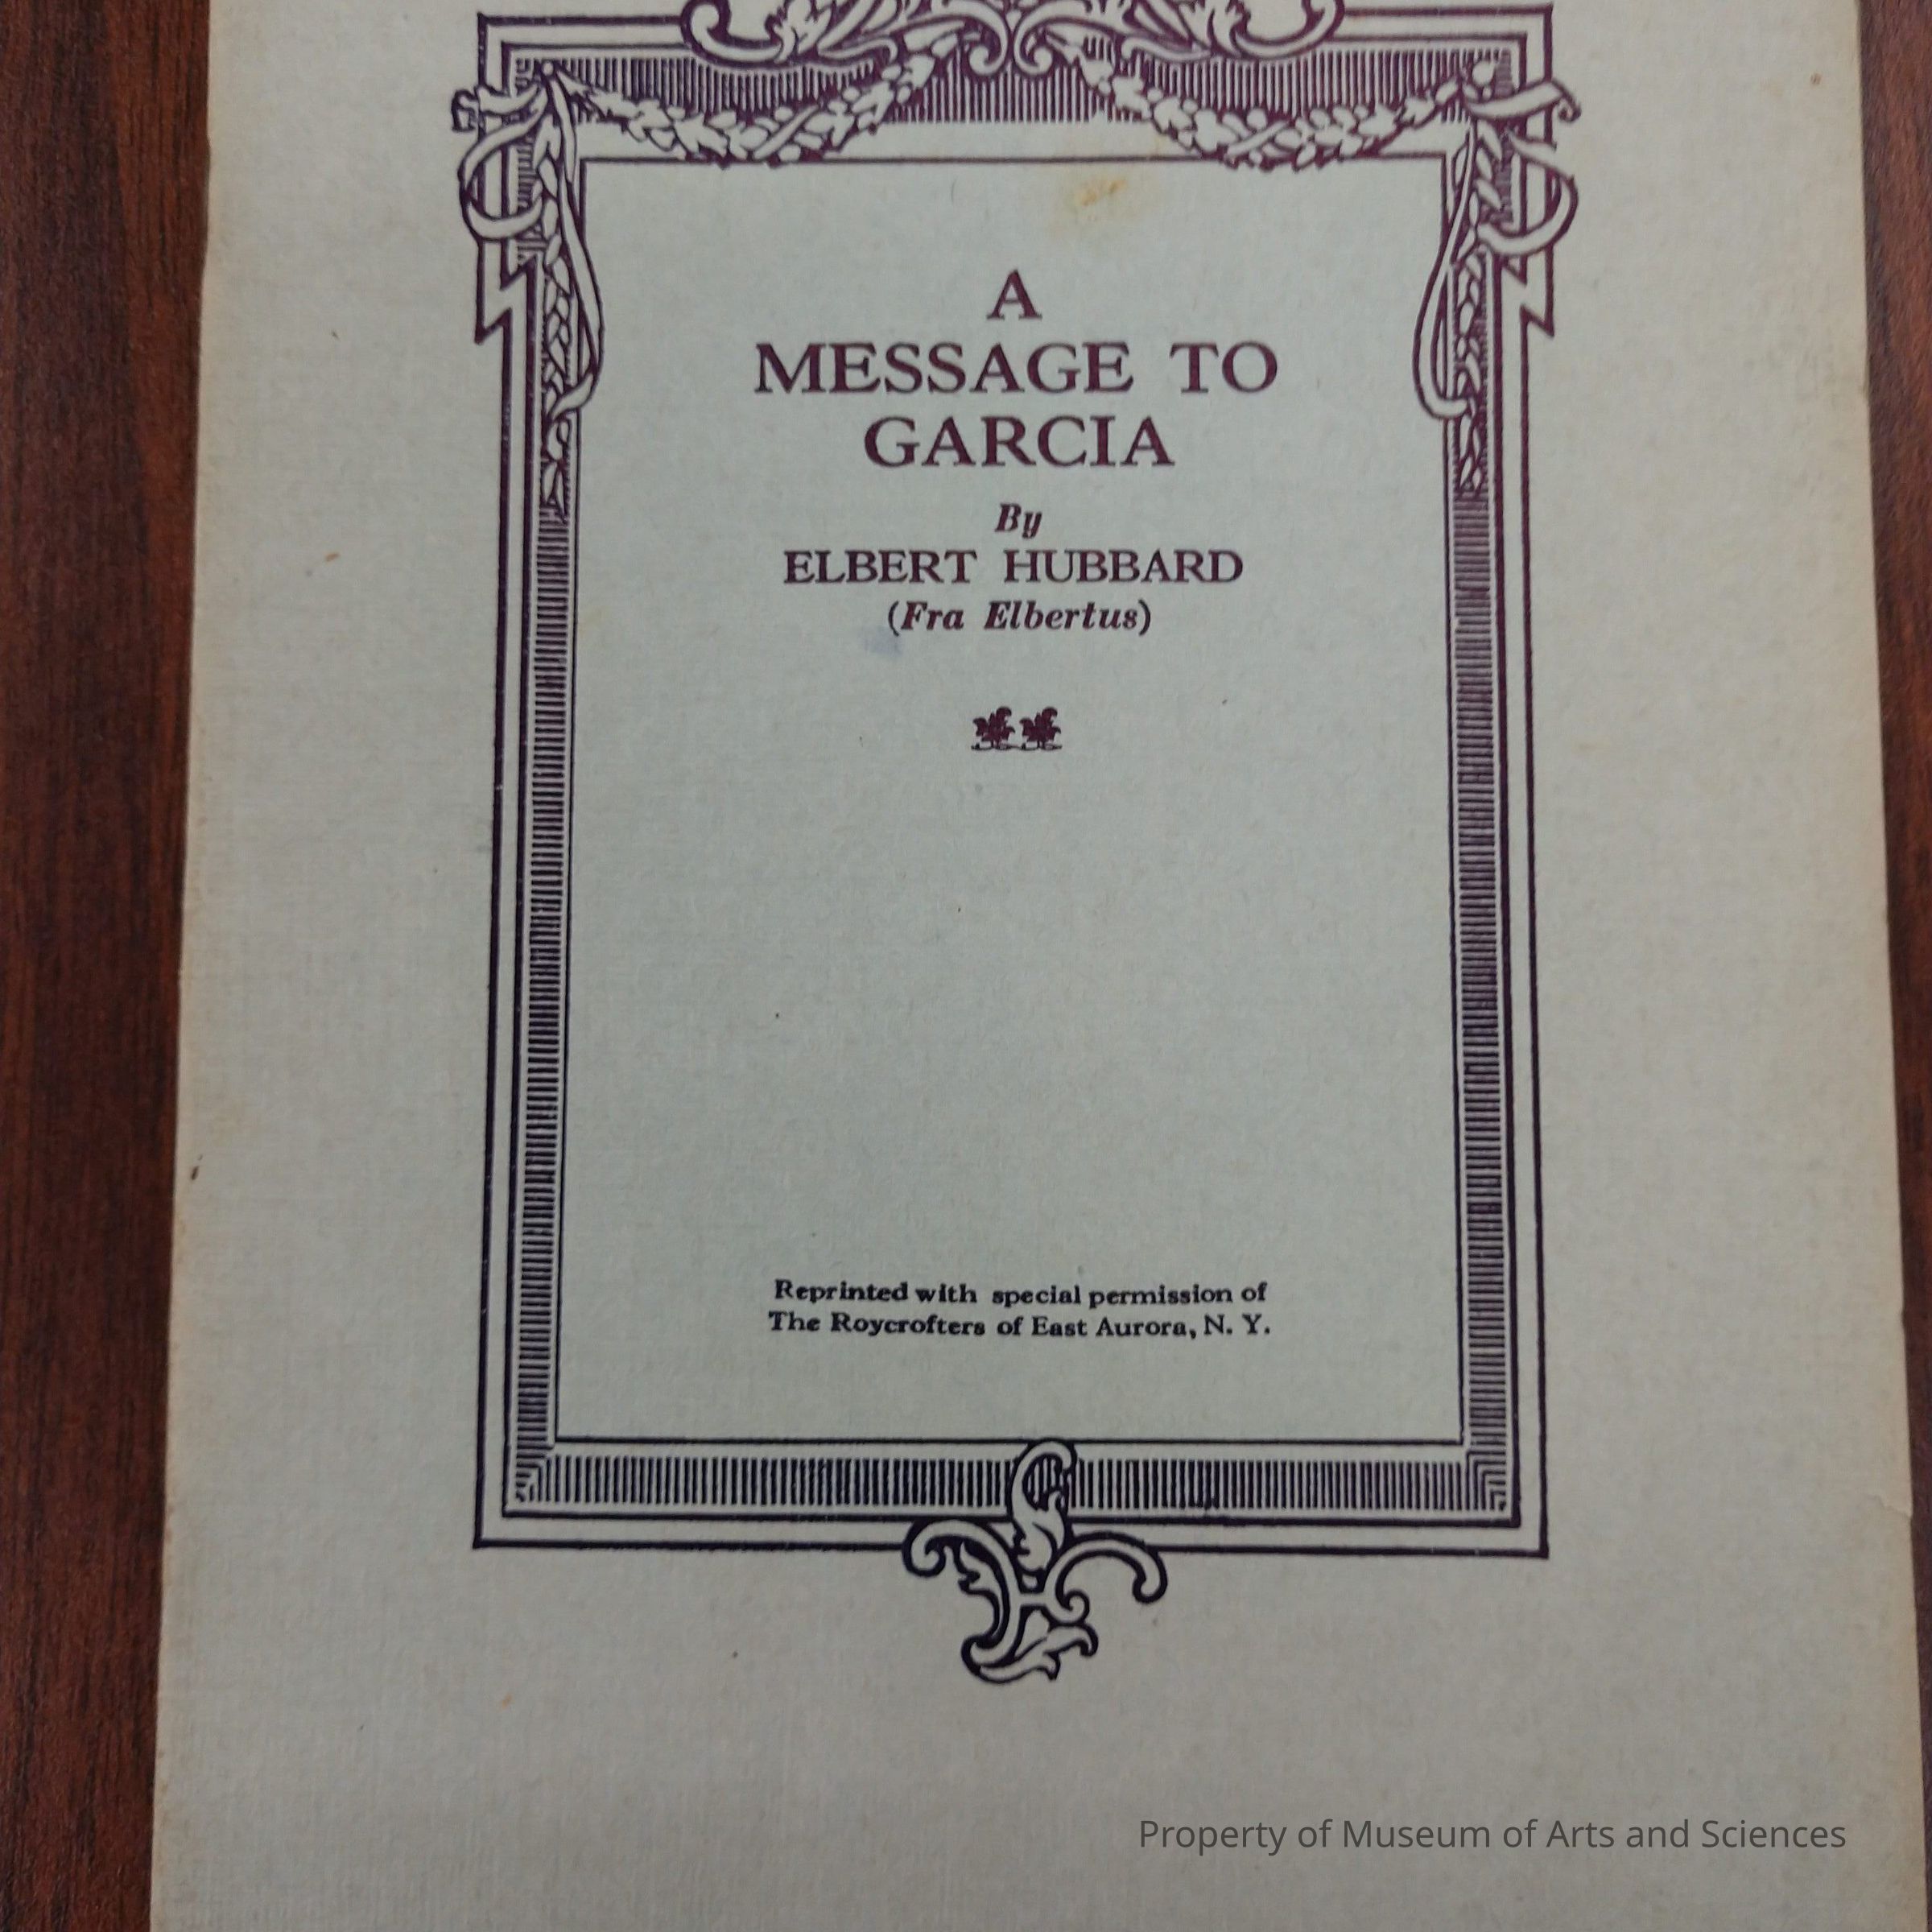 A
MESSAGE TO
GARCIA
By
ELBERT HUBBARD
(Fra Elbertus)
Reprinted with special permission of
The Roycrofters of East Aurora, N. Y.
Property of Museum of Arts and Sciences